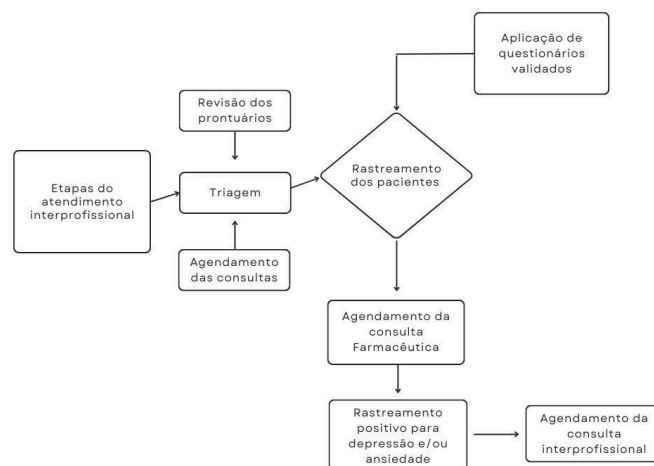 Aplicação de
questionários
validados
Revisão dos
prontuários
Etapas do
atendimento
interprofissional
Triagem
Rastreamento
dos pacientes
Agendamento
das consultas
Agendamento da
consulta
Farmacêutica
Rastreamento
positivo para
depressão e/ou
ansiedade
Agendamento da
consulta
interprofissional